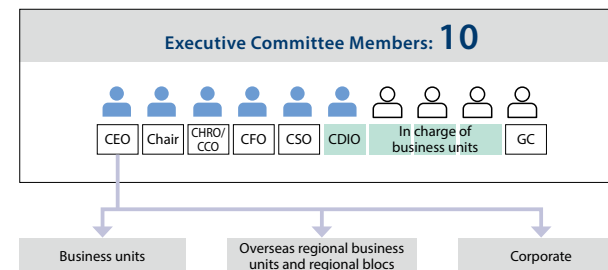 Executive Committee Members: 10
CEO
Chair
CHRO/
CCO
CFO
CSO
CDIO
In charge of
business units
GC
Business units
Overseas regional business
units and regional blocs
Corporate